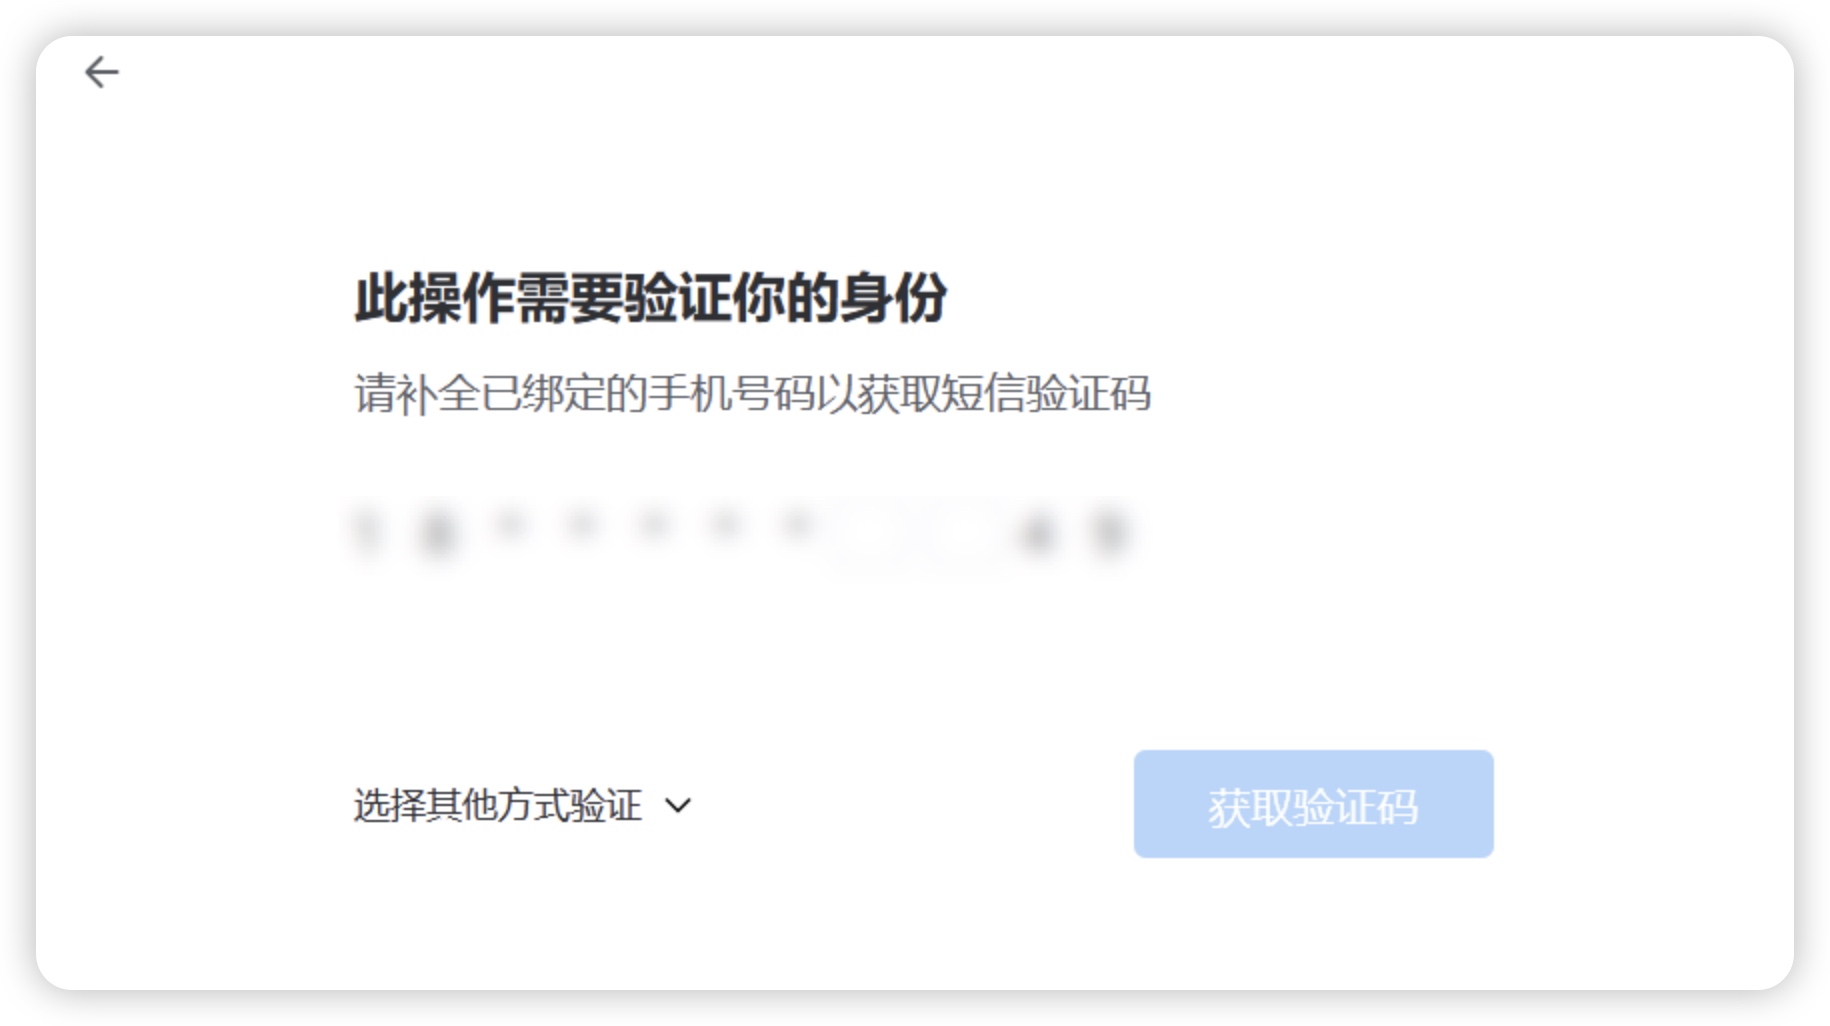 此操作需要验证你的身份
请补全已绑定的手机号码以获取短信验证码
选择其他方式验证
获取验证码